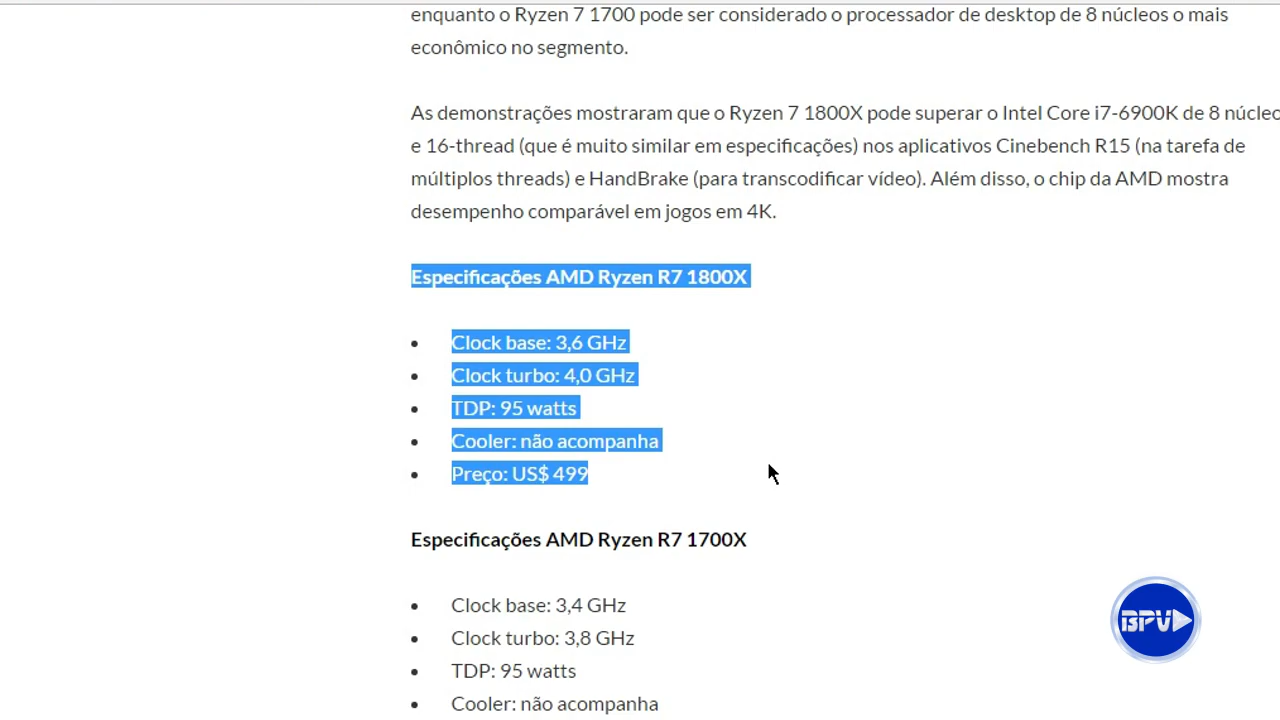 enquanto o Ryzen 7 1700 pode ser considerado o processador de desktop de 8 núcleos o mais
econômico no segmento.
As demonstrações mostraram que o Ryzen 7 1800X pode superar o Intel Core i7-6900K de 8 núcleo
e 16-thread (que é muito similar em especificações) nos aplicativos Cinebench R15 (na tarefa de
múltiplos threads) e HandBrake (para transcodificar vídeo). Além disso, o chip da AMD mostra
desempenho comparável em jogos em 4K.
Especificações AMD Ryzen R7 1800X
• Clock base: 3,6 GHz
• Clock turbo: 4,0 GHz
• TDP: 95 watts
• Cooler: não acompanha
• Preço: US$ 499
Especificações AMD Ryzen R7 1700X
• Clock base: 3,4 GHz
• Clock turbo: 3,8 GHz
• TDP: 95 watts
• Cooler: não acompanha
BPV